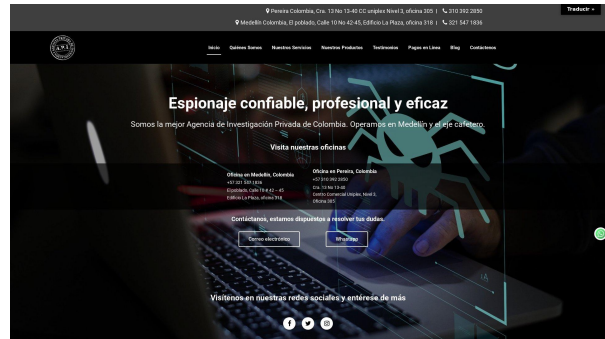 Pereira Colombia, Cra. 13 No 13-40 CC uniplex Nivel 3, oficina 305 | 310 392 2850
Traducir »
Medellín Colombia, El poblado, Calle 10 No 42-45, Edificio La Plaza, oficina 318 | 321 547 1836
A.P.I
Inicio Quiénes Somos Nuestros Servicios Nuestros Productos Testimonios Pagos en Línea Blog Contáctenos
Espionaje confiable, profesional y eficaz
Somos la mejor Agencia de Investigación Privada de Colombia. Operamos en Medellín y el eje cafetero.
Visita nuestras oficinas
Oficina en Medellín, Colombia
+57 321 547 1836
El poblado, Calle 10 # 42 – 45
Edificio La Plaza, oficina 318
Oficina en Pereira, Colombia
+57 310 392 2850
Cra. 13 No 13-40
Centro Comercial Uniplex, Nivel 3,
Oficina 305
Contáctanos, estamos dispuestos a resolver tus dudas.
Correo electrónico
Whatsapp
Visítenos en nuestras redes sociales y entérese de más